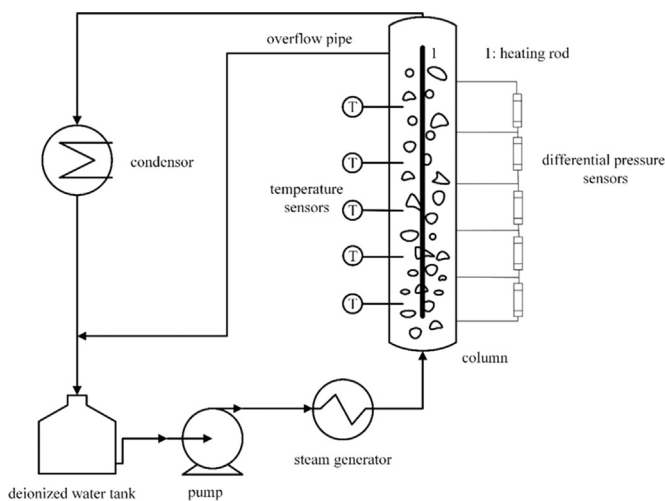 overflow pipe
1
1: heating rod
T
condensor
T
differential pressure
sensors
temperature
sensors
T
T
T
column
steam generator
deionized water tank
pump